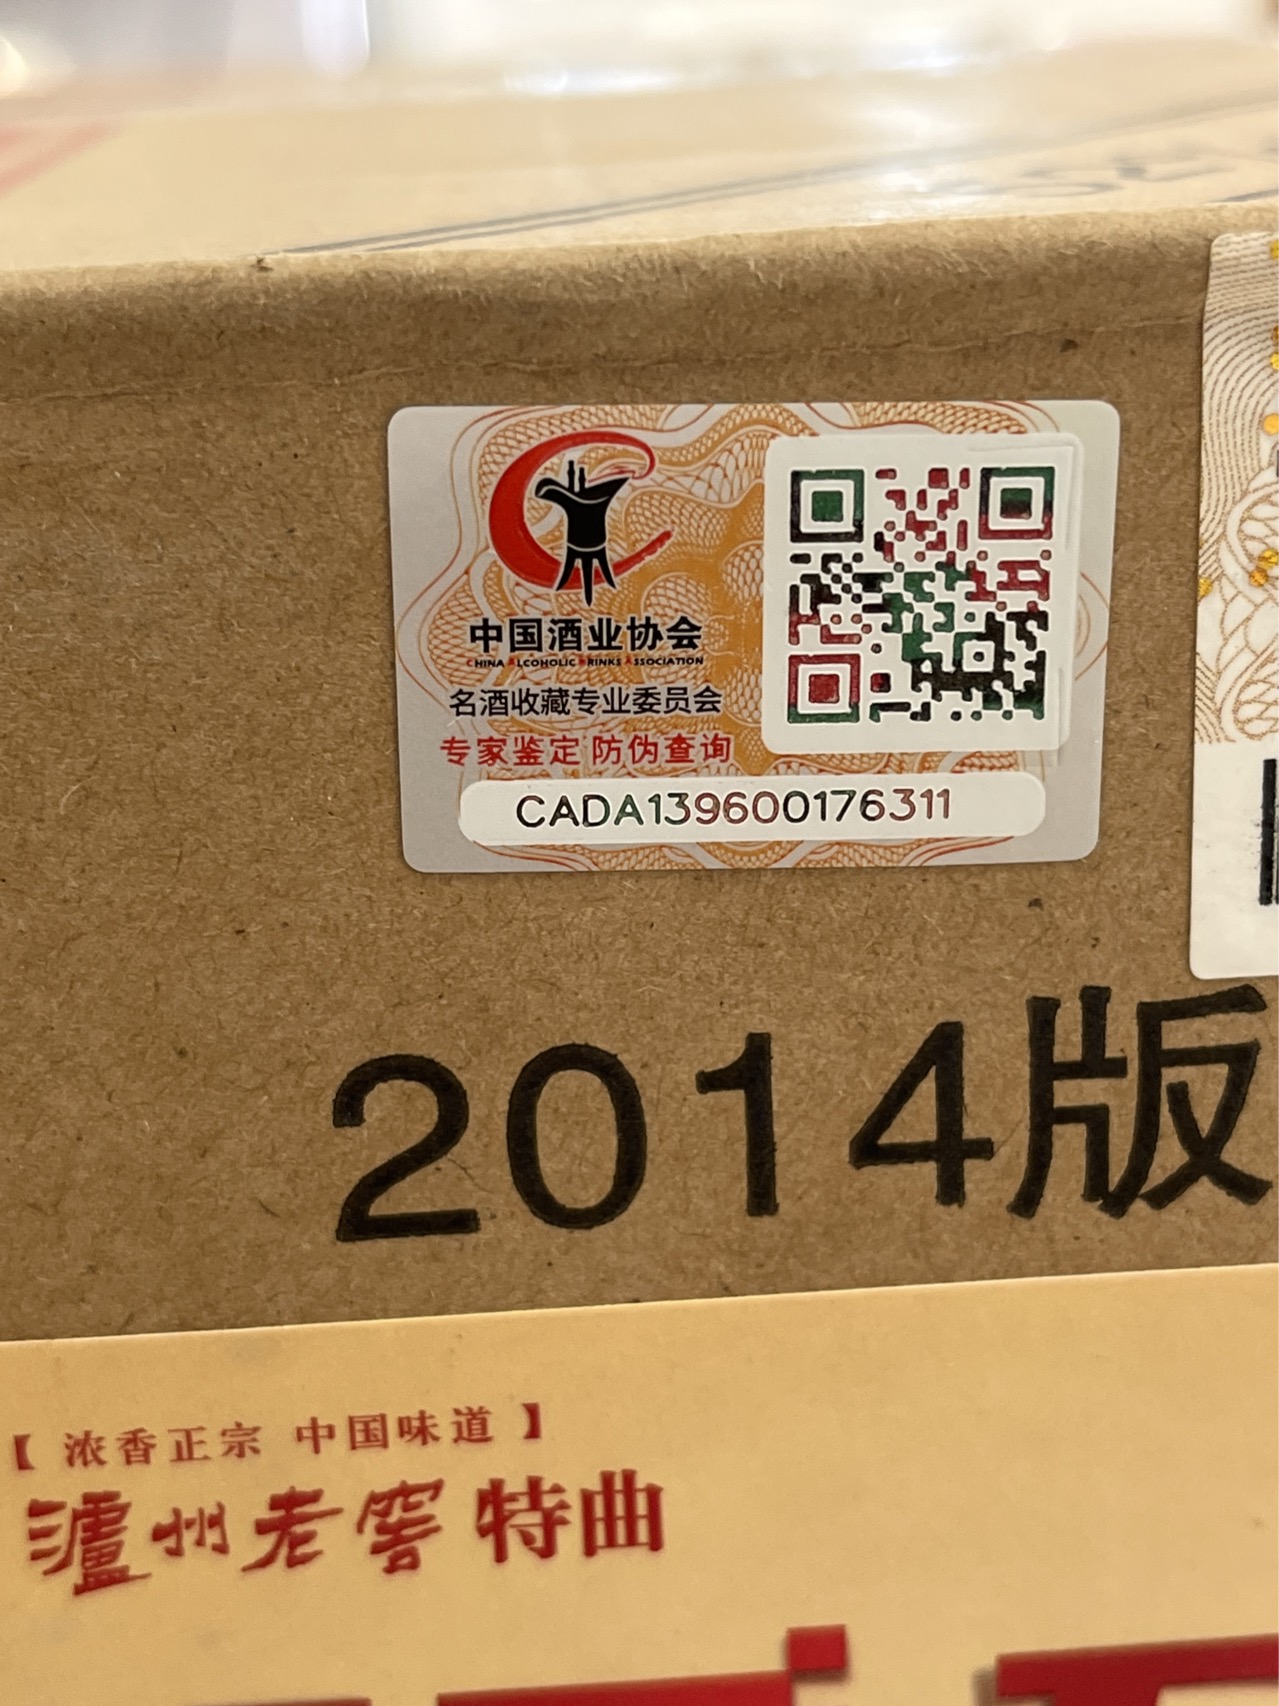 中国酒业协会
CHINA ALCOHOLIC DRINKS ASSOCIATION
名酒收藏专业委员会
专家鉴定 防伪查询
CADA139600176311
2014版
【 浓香正宗 中国味道 】
泸州老窖 特曲